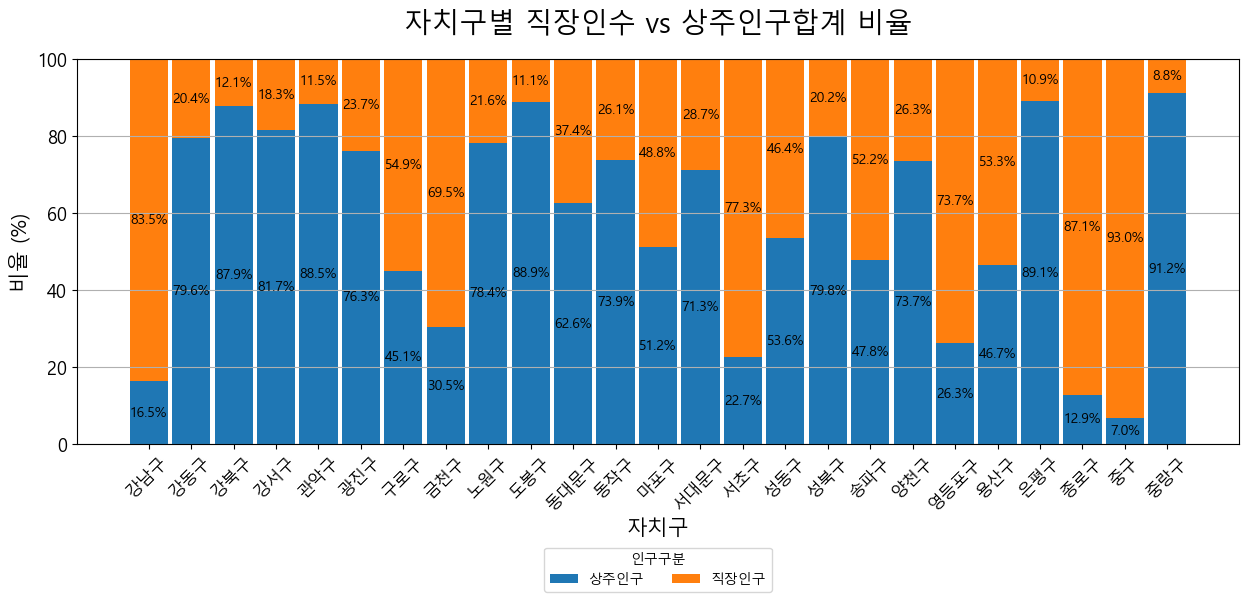 자치구별 직장인수 vs 상주인구합계 비율
비율 (%)
100
80
60
40
20
0
83.5% 20.4% 12.1% 18.3% 11.5% 23.7% 54.9% 69.5% 21.6% 11.1% 37.4% 26.1% 48.8% 28.7% 77.3% 46.4% 20.2% 52.2% 26.3% 73.7% 53.3% 10.9% 87.1% 93.0% 8.8%
16.5% 79.6% 87.9% 81.7% 88.5% 76.3% 45.1% 30.5% 78.4% 88.9% 62.6% 73.9% 51.2% 71.3% 22.7% 53.6% 79.8% 47.8% 73.7% 26.3% 46.7% 89.1% 12.9% 7.0% 91.2%
강남구 강동구 강북구 강서구 관악구 광진구 구로구 금천구 노원구 도봉구 동대문구 동작구 마포구 서대문구 서초구 성동구 성북구 송파구 양천구 영등포구 용산구 은평구 종로구 중구 중랑구
자치구
인구구분
상주인구 직장인구